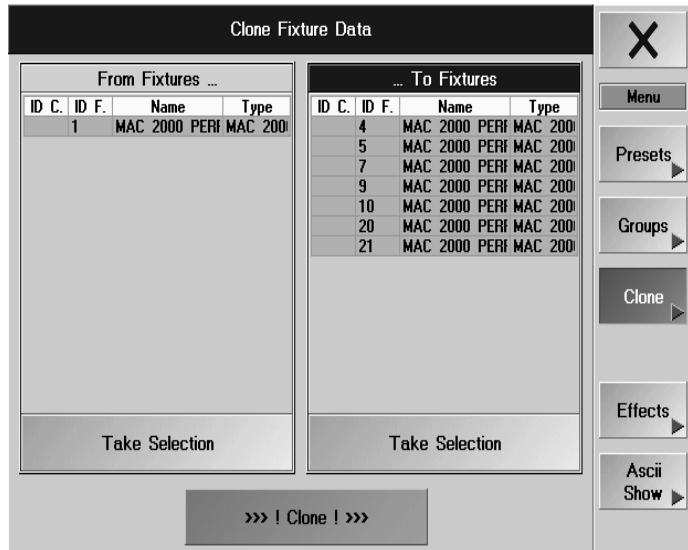 Clone Fixture Data
From Fixtures ...
ID C. ID F. Name Type
1 MAC 2000 PERF MAC 200
Take Selection
... To Fixtures
ID C. ID F. Name Type
4 MAC 2000 PERF MAC 200
5 MAC 2000 PERF MAC 200
7 MAC 2000 PERF MAC 200
9 MAC 2000 PERF MAC 200
10 MAC 2000 PERF MAC 200
20 MAC 2000 PERF MAC 200
21 MAC 2000 PERF MAC 200
Take Selection
>>> ! Clone ! >>>
X
Menu
Presets
Groups
Clone
Effects
Ascii
Show